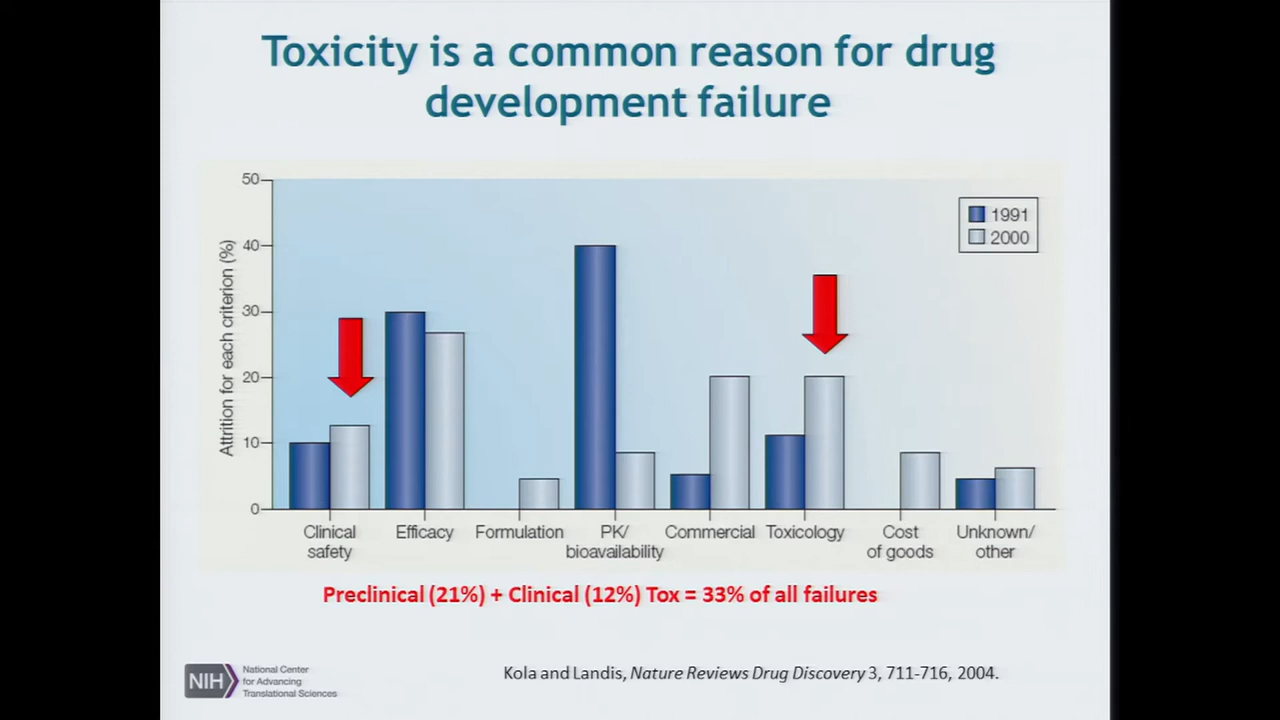 Toxicity is a common reason for drug
development failure
50
40
30
20
10
0
Attrition for each criterion (%)
1991
2000
Clinical
safety
Efficacy
Formulation
PK/
bioavailability
Commercial
Toxicology
Cost
of goods
Unknown/
other
Preclinical (21%) + Clinical (12%) Tox = 33% of all failures
NIH
National Center
for Advancing
Translational Sciences
Kola and Landis, Nature Reviews Drug Discovery 3, 711-716, 2004.